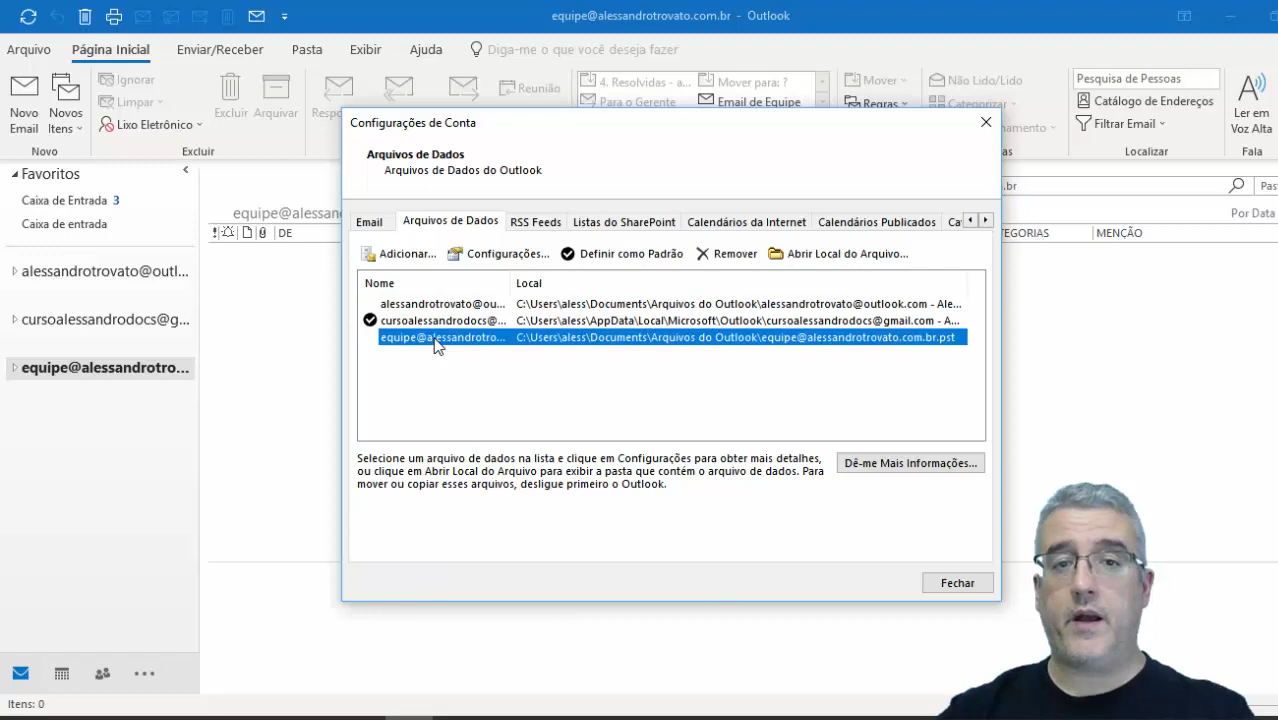 equipe@alessandrotrovato.com.br - Outlook
Arquivo Página Inicial Enviar/Receber Pasta Exibir Ajuda Diga-me o que você deseja fazer
Novo Email
Novos Itens
Novo
Ignorar
Limpar
Lixo Eletrônico
Excluir
Arquivar
Excluir
Reunião
4. Resolvidas - a...
Para o Gerente
Mover para: ?
Email de Equipe
Mover
Regras
Não Lido/Lido
Categorizar
Pesquisa de Pessoas
Catálogo de Endereços
Filtrar Email
Localizar
Ler em Voz Alta
Fala
Favoritos
Caixa de Entrada 3
Caixa de entrada
alessandrotrovato@outl...
cursoalessandrodocs@g...
equipe@alessandrotro...
Itens: 0
equipe@alessan
DE
Por Data
MENÇÃO
Configurações de Conta
Arquivos de Dados
Arquivos de Dados do Outlook
Email Arquivos de Dados RSS Feeds Listas do SharePoint Calendários da Internet Calendários Publicados
Adicionar... Configurações... Definir como Padrão Remover Abrir Local do Arquivo...
Nome Local
alessandrotrovato@ou... C:\Users\aless\Documents\Arquivos do Outlook\alessandrotrovato@outlook.com - Ale...
cursoalessandrodocs@... C:\Users\aless\AppData\Local\Microsoft\Outlook\cursoalessandrodocs@gmail.com - A...
equipe@alessandrotro... C:\Users\aless\Documents\Arquivos do Outlook\equipe@alessandrotrovato.com.br.pst
Selecione um arquivo de dados na lista e clique em Configurações para obter mais detalhes,
ou clique em Abrir Local do Arquivo para exibir a pasta que contém o arquivo de dados. Para
mover ou copiar esses arquivos, desligue primeiro o Outlook.
Dê-me Mais Informações...
Fechar